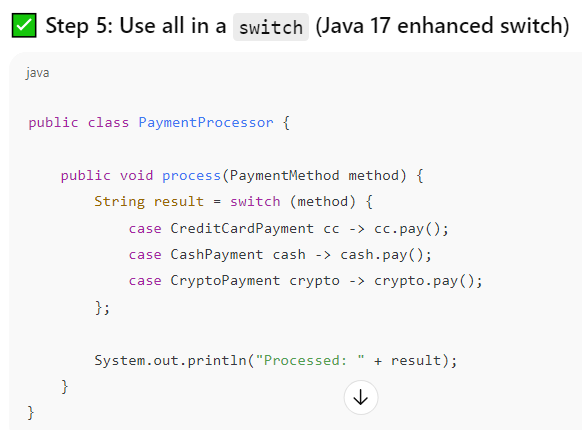 ✅ Step 5: Use all in a switch (Java 17 enhanced switch)
java
public class PaymentProcessor {
    public void process(PaymentMethod method) {
        String result = switch (method) {
            case CreditCardPayment cc -> cc.pay();
            case CashPayment cash -> cash.pay();
            case CryptoPayment crypto -> crypto.pay();
        };
        System.out.println("Processed: " + result);
    }
}